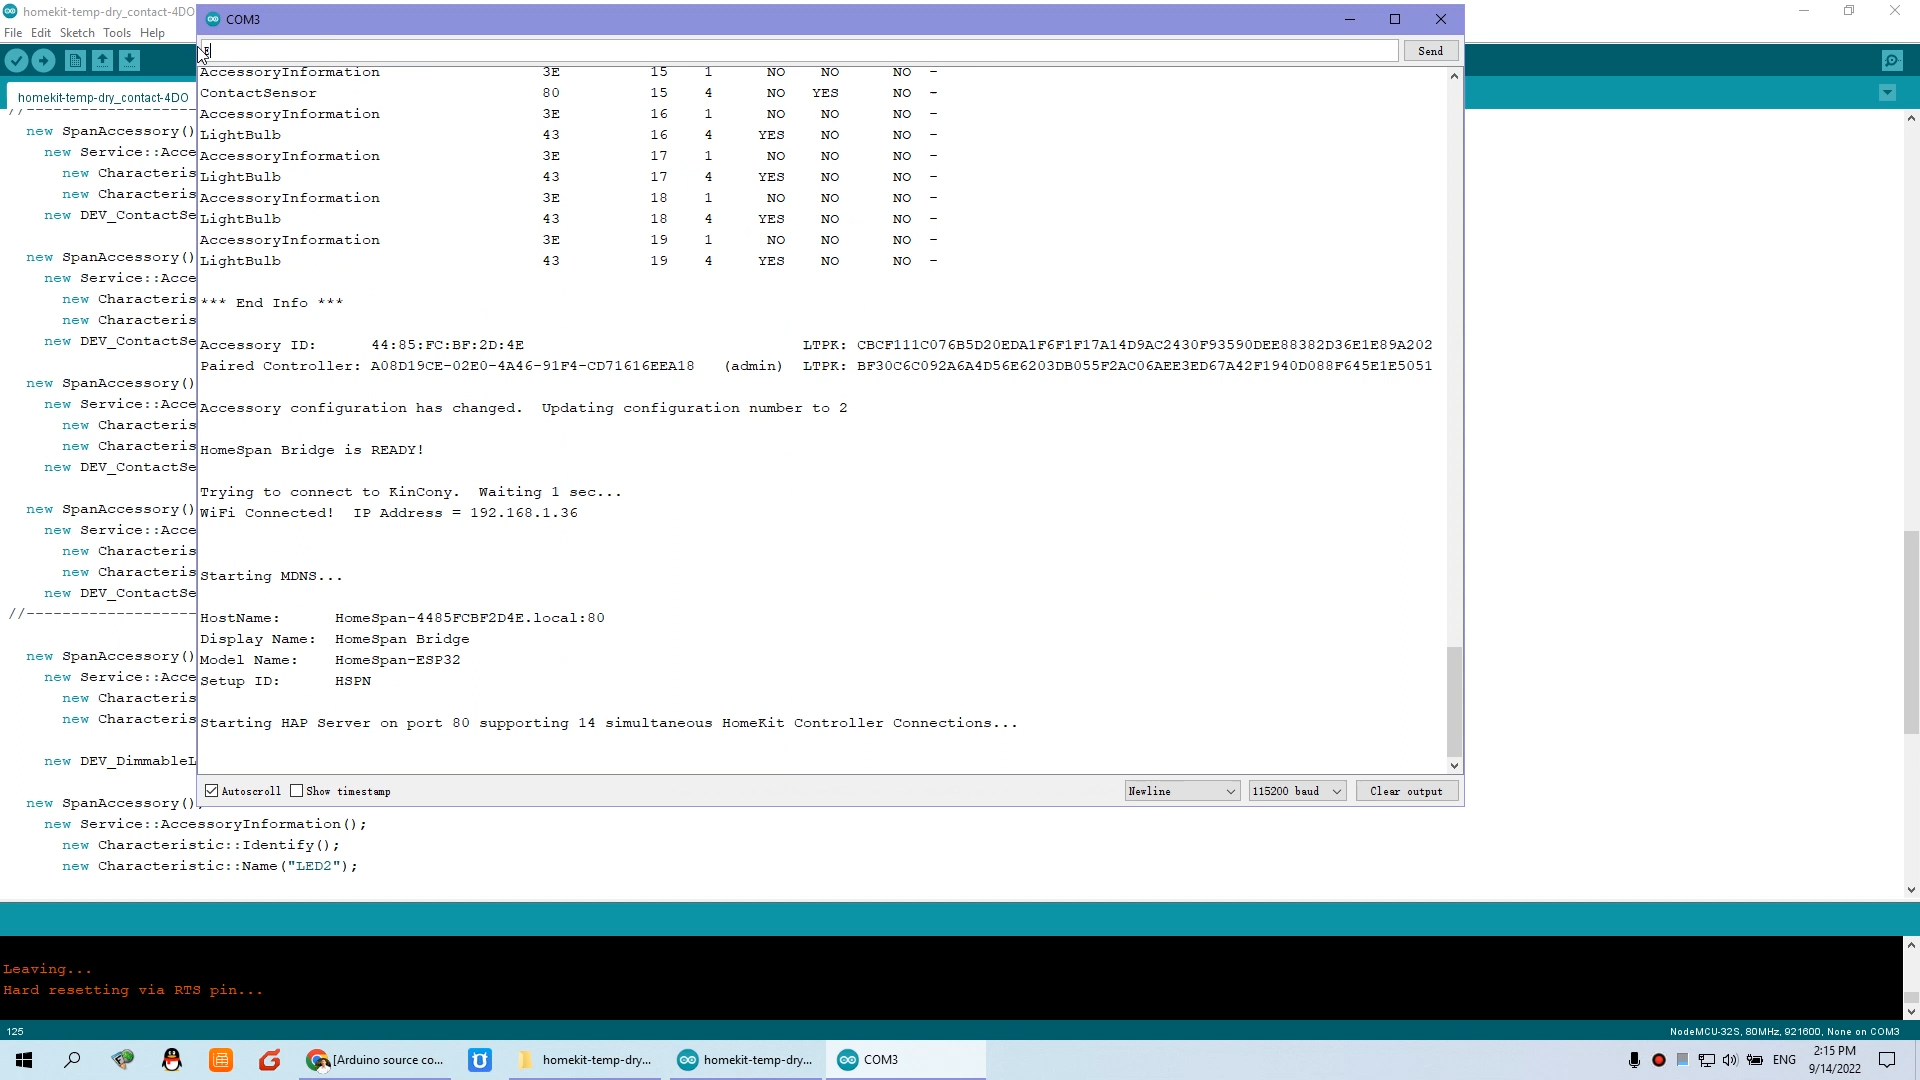 homekit-temp-dry_contact-4DO
File Edit Sketch Tools Help
COM3
E
Send
homekit-temp-dry_contact-4DO
//-------------------
new SpanAccessory()
new Service::Acce
new Characteris
new Characteris
new DEV_ContactSe
new SpanAccessory()
new Service::Acce
new Characteris
new Characteris
new DEV_ContactSe
new SpanAccessory()
new Service::Acce
new Characteris
new Characteris
new DEV_ContactSe
new SpanAccessory()
new Service::Acce
new Characteris
new Characteris
new DEV_ContactSe
//-------------------
new SpanAccessory()
new Service::Acce
new Characteris
new Characteris
new DEV_DimmableL
new SpanAccessory();
new Service::AccessoryInformation();
new Characteristic::Identify();
new Characteristic::Name("LED2");
AccessoryInformation 3E 15 1 NO NO NO -
ContactSensor 80 15 4 NO YES NO -
AccessoryInformation 3E 16 1 NO NO NO -
LightBulb 43 16 4 YES NO NO -
AccessoryInformation 3E 17 1 NO NO NO -
LightBulb 43 17 4 YES NO NO -
AccessoryInformation 3E 18 1 NO NO NO -
LightBulb 43 18 4 YES NO NO -
AccessoryInformation 3E 19 1 NO NO NO -
LightBulb 43 19 4 YES NO NO -
*** End Info ***
Accessory ID: 44:85:FC:BF:2D:4E LTPK: CBCF111C076B5D20EDA1F6F1F17A14D9AC2430F93590DEE88382D36E1E89A202
Paired Controller: A08D19CE-02E0-4A46-91F4-CD71616EEA18 (admin) LTPK: BF30C6C092A6A4D56E6203DB055F2AC06AEE3ED67A42F1940D088F645E1E5051
Accessory configuration has changed. Updating configuration number to 2
HomeSpan Bridge is READY!
Trying to connect to KinCony. Waiting 1 sec...
WiFi Connected! IP Address = 192.168.1.36
Starting MDNS...
HostName: HomeSpan-4485FCBF2D4E.local:80
Display Name: HomeSpan Bridge
Model Name: HomeSpan-ESP32
Setup ID: HSPN
Starting HAP Server on port 80 supporting 14 simultaneous HomeKit Controller Connections...
Autoscroll Show timestamp Newline 115200 baud Clear output
Leaving...
Hard resetting via RTS pin...
125 NodeMCU-32S, 80MHz, 921600, None on COM3
[Arduino source co... homekit-temp-dry... homekit-temp-dry... COM3 ENG 2:15 PM
9/14/2022